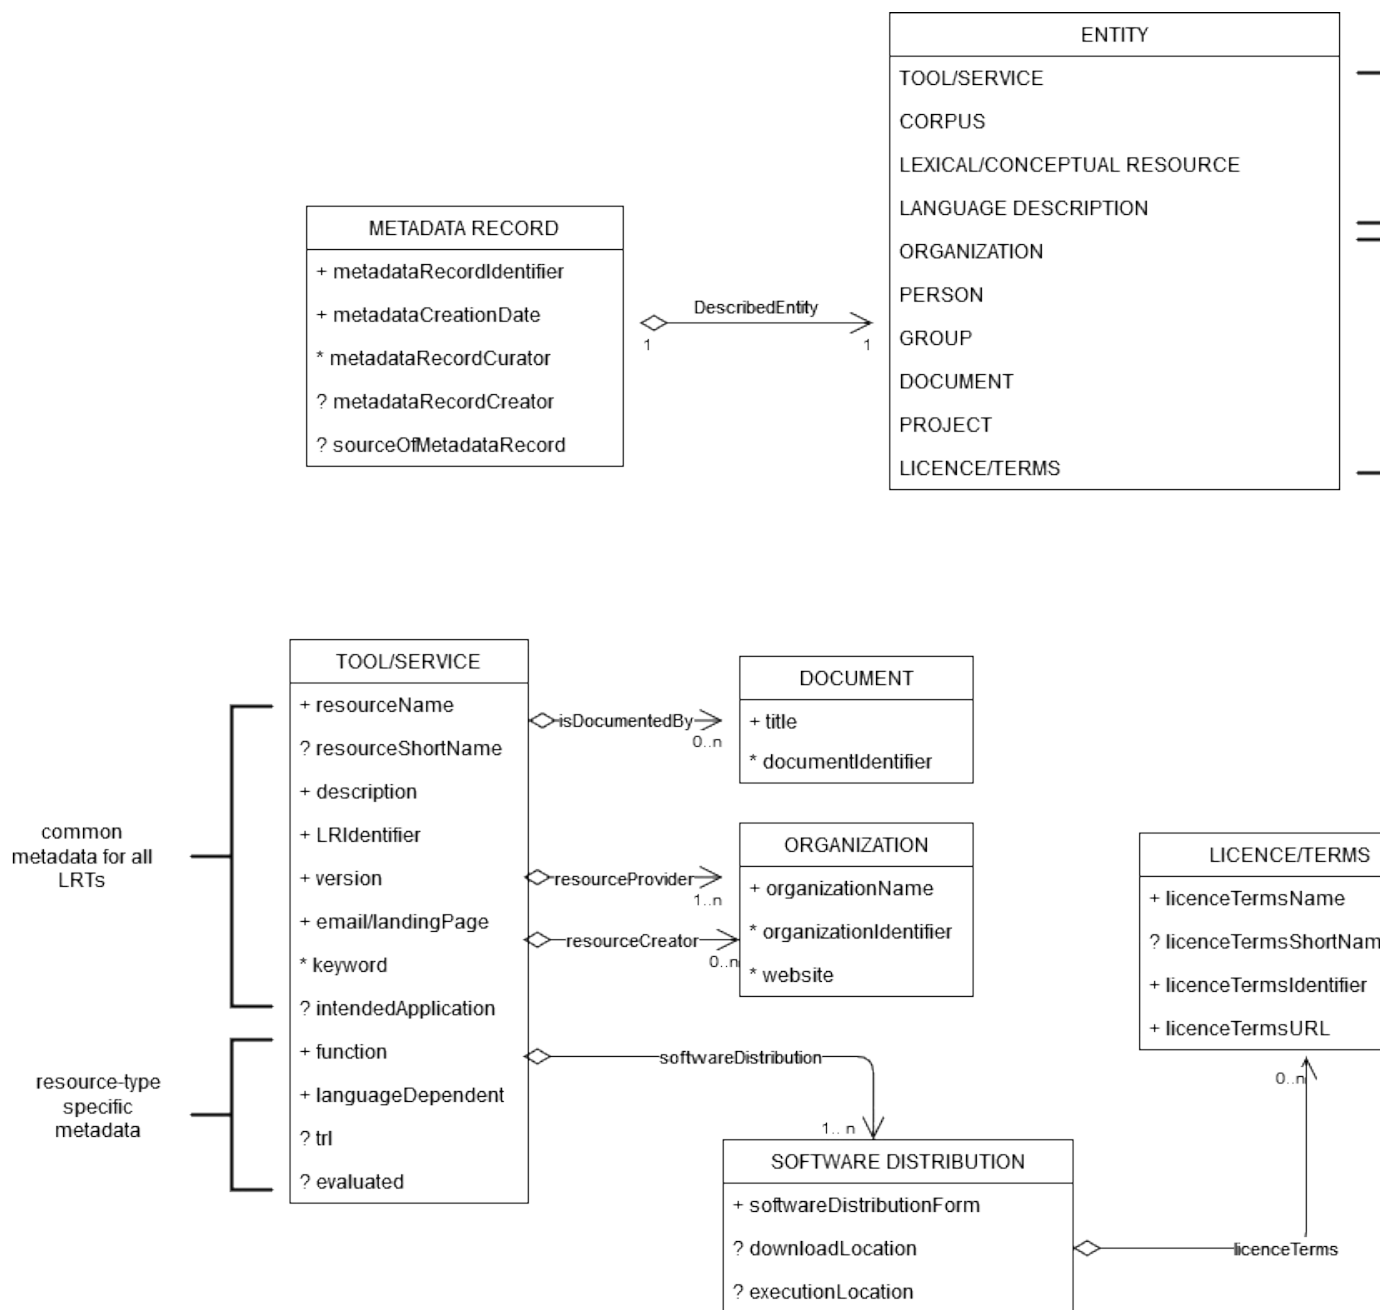 ENTITY
TOOL/SERVICE
CORPUS
LEXICAL/CONCEPTUAL RESOURCE
LANGUAGE DESCRIPTION
ORGANIZATION
PERSON
GROUP
DOCUMENT
PROJECT
LICENCE/TERMS
METADATA RECORD
+ metadataRecordIdentifier
+ metadataCreationDate
* metadataRecordCurator
? metadataRecordCreator
? sourceOfMetadataRecord
DescribedEntity
1
1
TOOL/SERVICE
+ resourceName
? resourceShortName
+ description
+ LRIdentifier
+ version
+ email/landingPage
* keyword
? intendedApplication
+ function
+ languageDependent
? trl
? evaluated
common
metadata for all
LRTs
resource-type
specific
metadata
isDocumentedBy
0..n
DOCUMENT
+ title
* documentIdentifier
resourceProvider
1..n
resourceCreator
0..n
ORGANIZATION
+ organizationName
* organizationIdentifier
* website
softwareDistribution
1.. n
SOFTWARE DISTRIBUTION
+ softwareDistributionForm
? downloadLocation
? executionLocation
licenceTerms
0..n
LICENCE/TERMS
+ licenceTermsName
? licenceTermsShortNam
+ licenceTermsIdentifier
+ licenceTermsURL